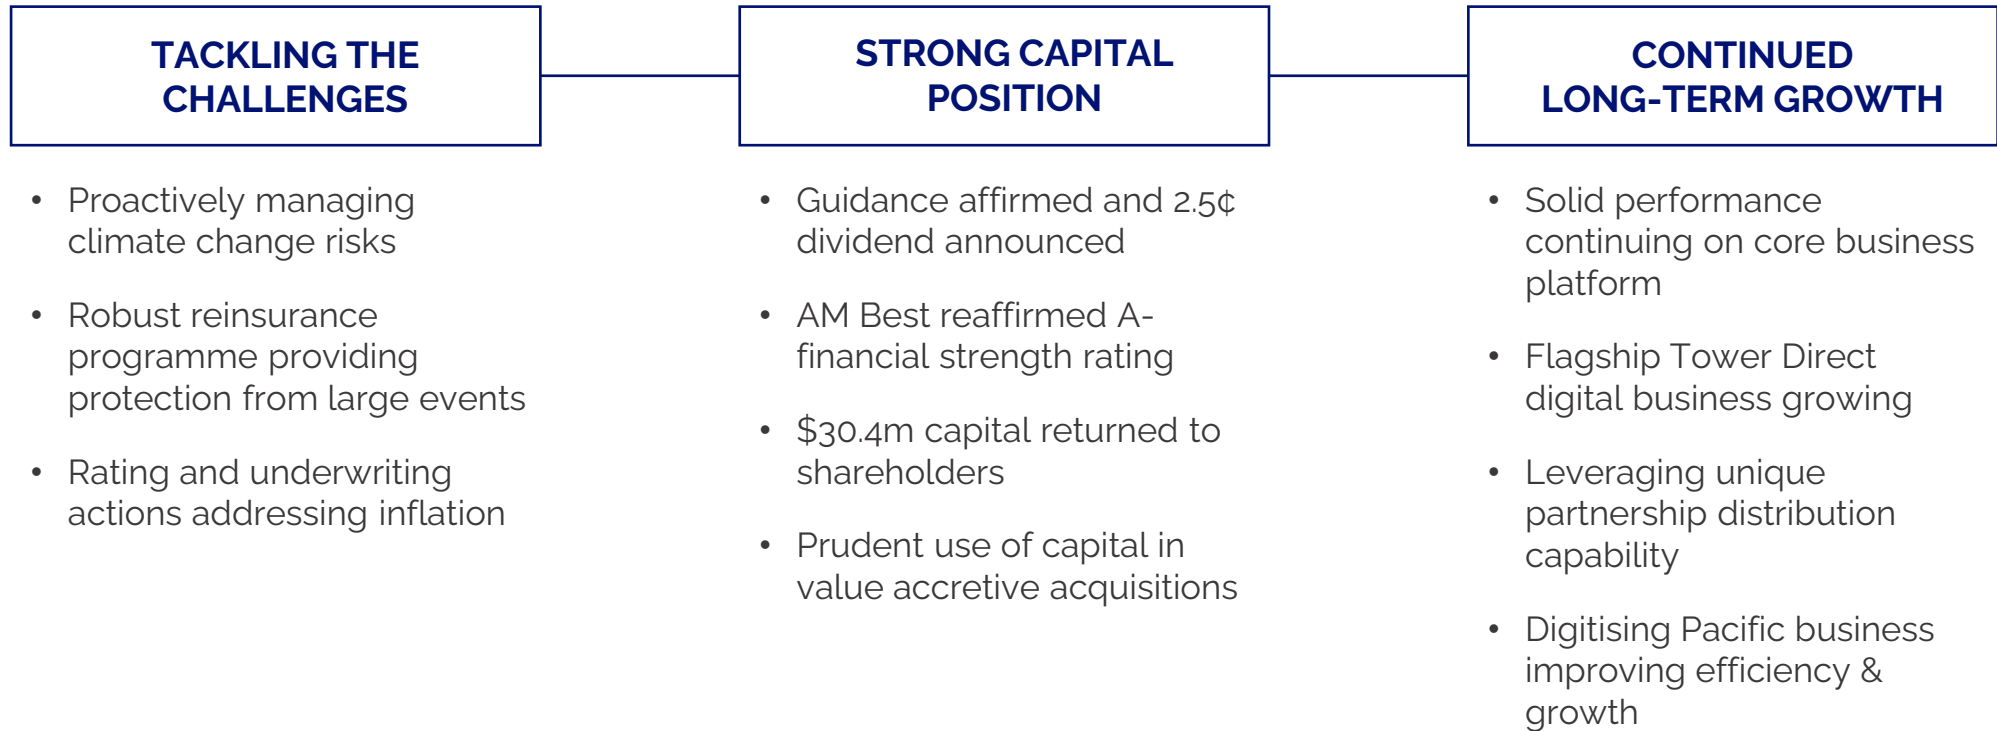 TACKLING THE
CHALLENGES
• Proactively managing
climate change risks
• Robust reinsurance
programme providing
protection from large events
• Rating and underwriting
actions addressing inflation
STRONG CAPITAL
POSITION
• Guidance affirmed and 2.5¢
dividend announced
• AM Best reaffirmed A-
financial strength rating
• $30.4m capital returned to
shareholders
• Prudent use of capital in
value accretive acquisitions
CONTINUED
LONG-TERM GROWTH
• Solid performance
continuing on core business
platform
• Flagship Tower Direct
digital business growing
• Leveraging unique
partnership distribution
capability
• Digitising Pacific business
improving efficiency &
growth